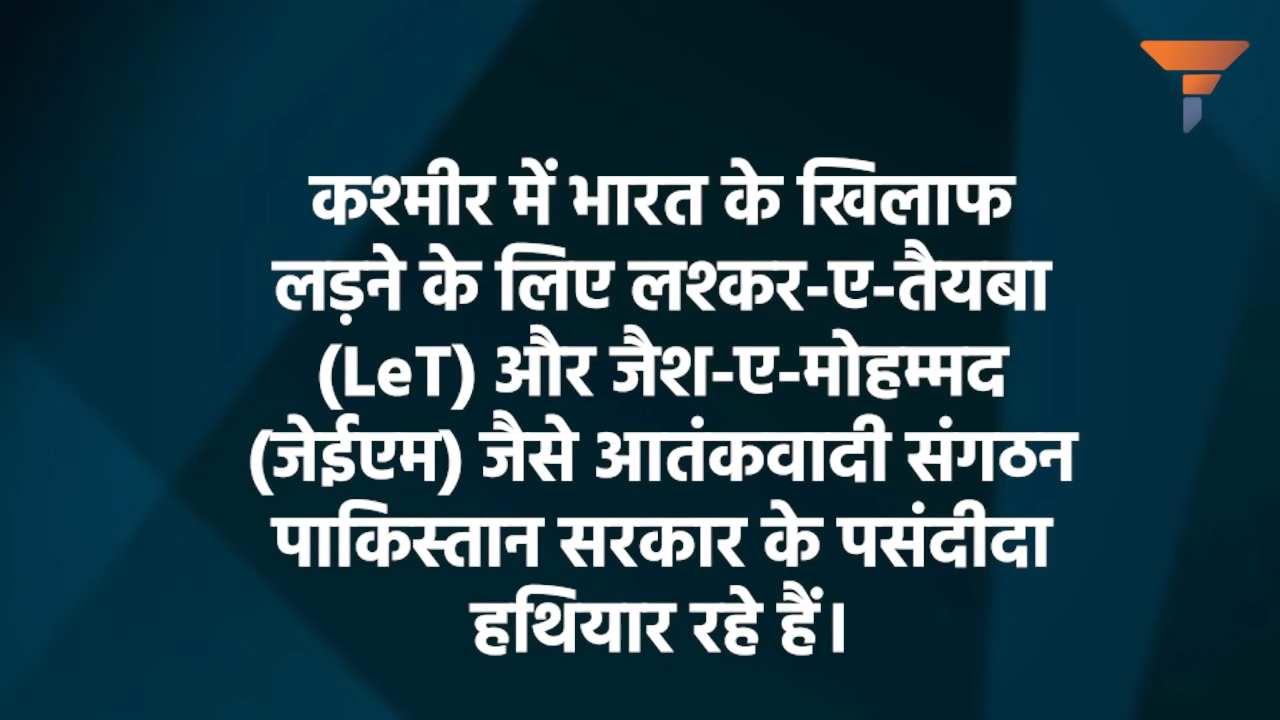 कश्मीर में भारत के खिलाफ
लड़ने के लिए लश्कर-ए-तैयबा
(LeT) और जैश-ए-मोहम्मद
(जेईएम) जैसे आतंकवादी संगठन
पाकिस्तान सरकार के पसंदीदा
हथियार रहे हैं।